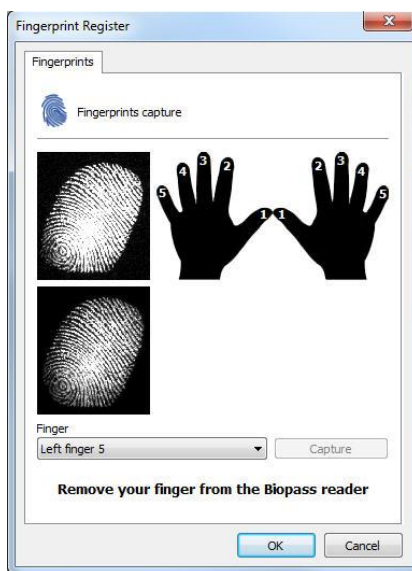 Fingerprint Register
Fingerprints
Fingerprints capture
3 3
4 2 2 4
5 5
1 1
Finger
Left finger 5
Capture
Remove your finger from the Biopass reader
OK Cancel